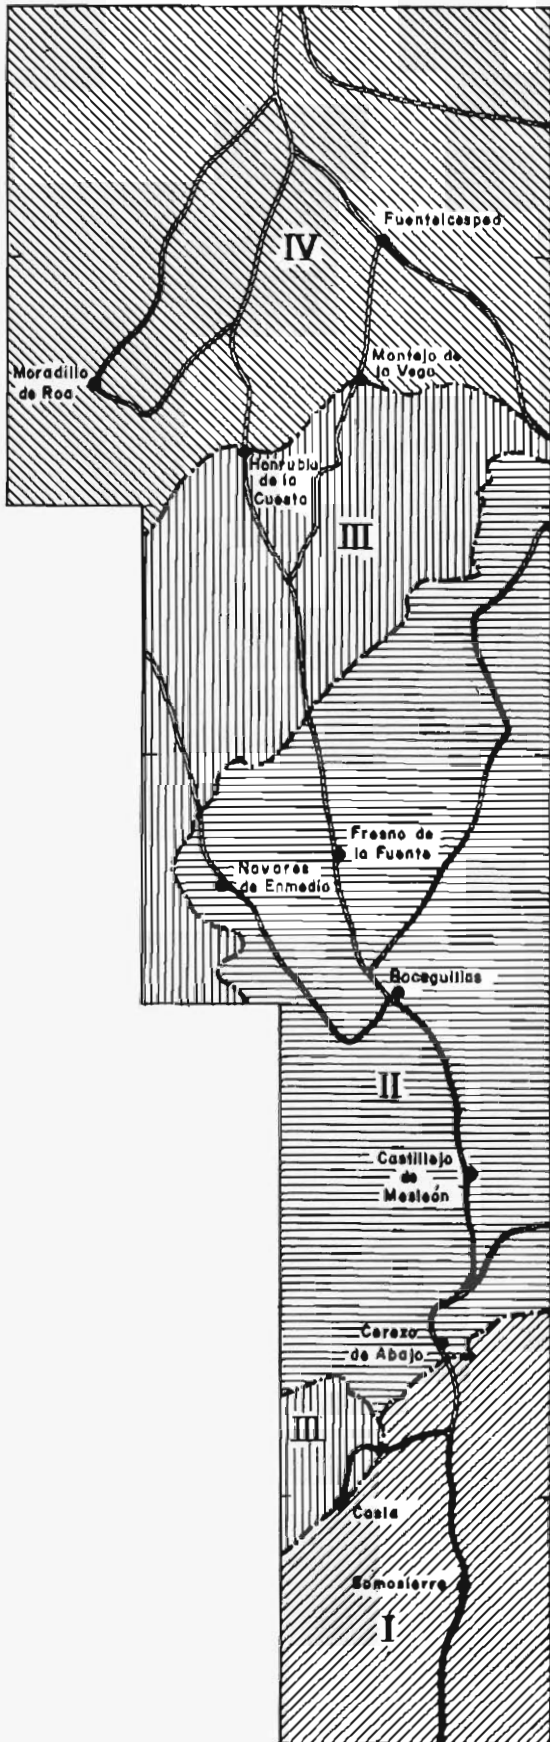 Fuentelcesped
IV
Moradillo
de Roa
Montejo de
la Vega
Honrubia
de la
Cuesta
III
Fresno de
la Fuente
Navares
de Enmedio
Boceguillas
II
Castillejo
de
Mesleón
Cerezo
de Abajo
III
Casla
Somosierra
I